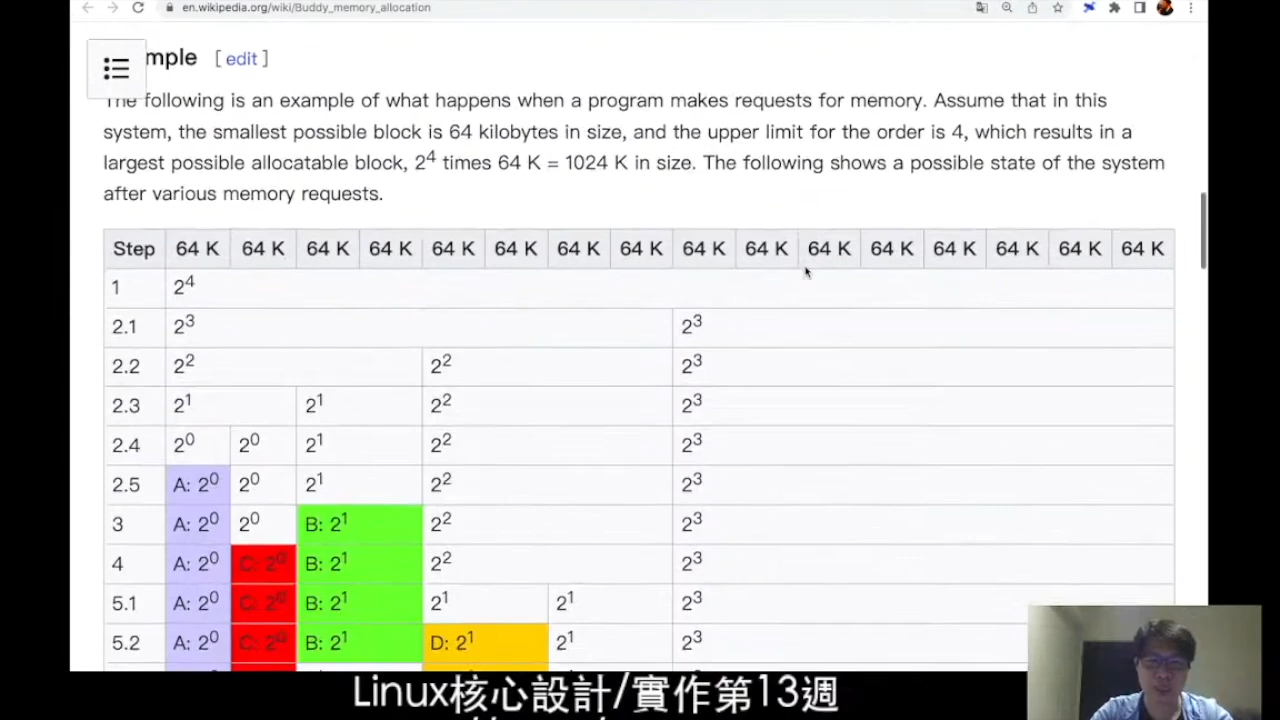 en.wikipedia.org/wiki/Buddy_memory_allocation
mple [ edit ]
The following is an example of what happens when a program makes requests for memory. Assume that in this
system, the smallest possible block is 64 kilobytes in size, and the upper limit for the order is 4, which results in a
largest possible allocatable block, 2⁴ times 64 K = 1024 K in size. The following shows a possible state of the system
after various memory requests.
Step 64 K 64 K 64 K 64 K 64 K 64 K 64 K 64 K 64 K 64 K 64 K 64 K 64 K 64 K 64 K 64 K
1 2⁴
2.1 2³ 2³
2.2 2² 2² 2³
2.3 2¹ 2¹ 2² 2³
2.4 2⁰ 2⁰ 2¹ 2² 2³
2.5 A: 2⁰ 2⁰ 2¹ 2² 2³
3 A: 2⁰ 2⁰ B: 2¹ 2² 2³
4 A: 2⁰ C: 2⁰ B: 2¹ 2² 2³
5.1 A: 2⁰ C: 2⁰ B: 2¹ 2¹ 2¹ 2³
5.2 A: 2⁰ C: 2⁰ B: 2¹ D: 2¹ 2¹ 2³
Linux核心設計/實作第13週